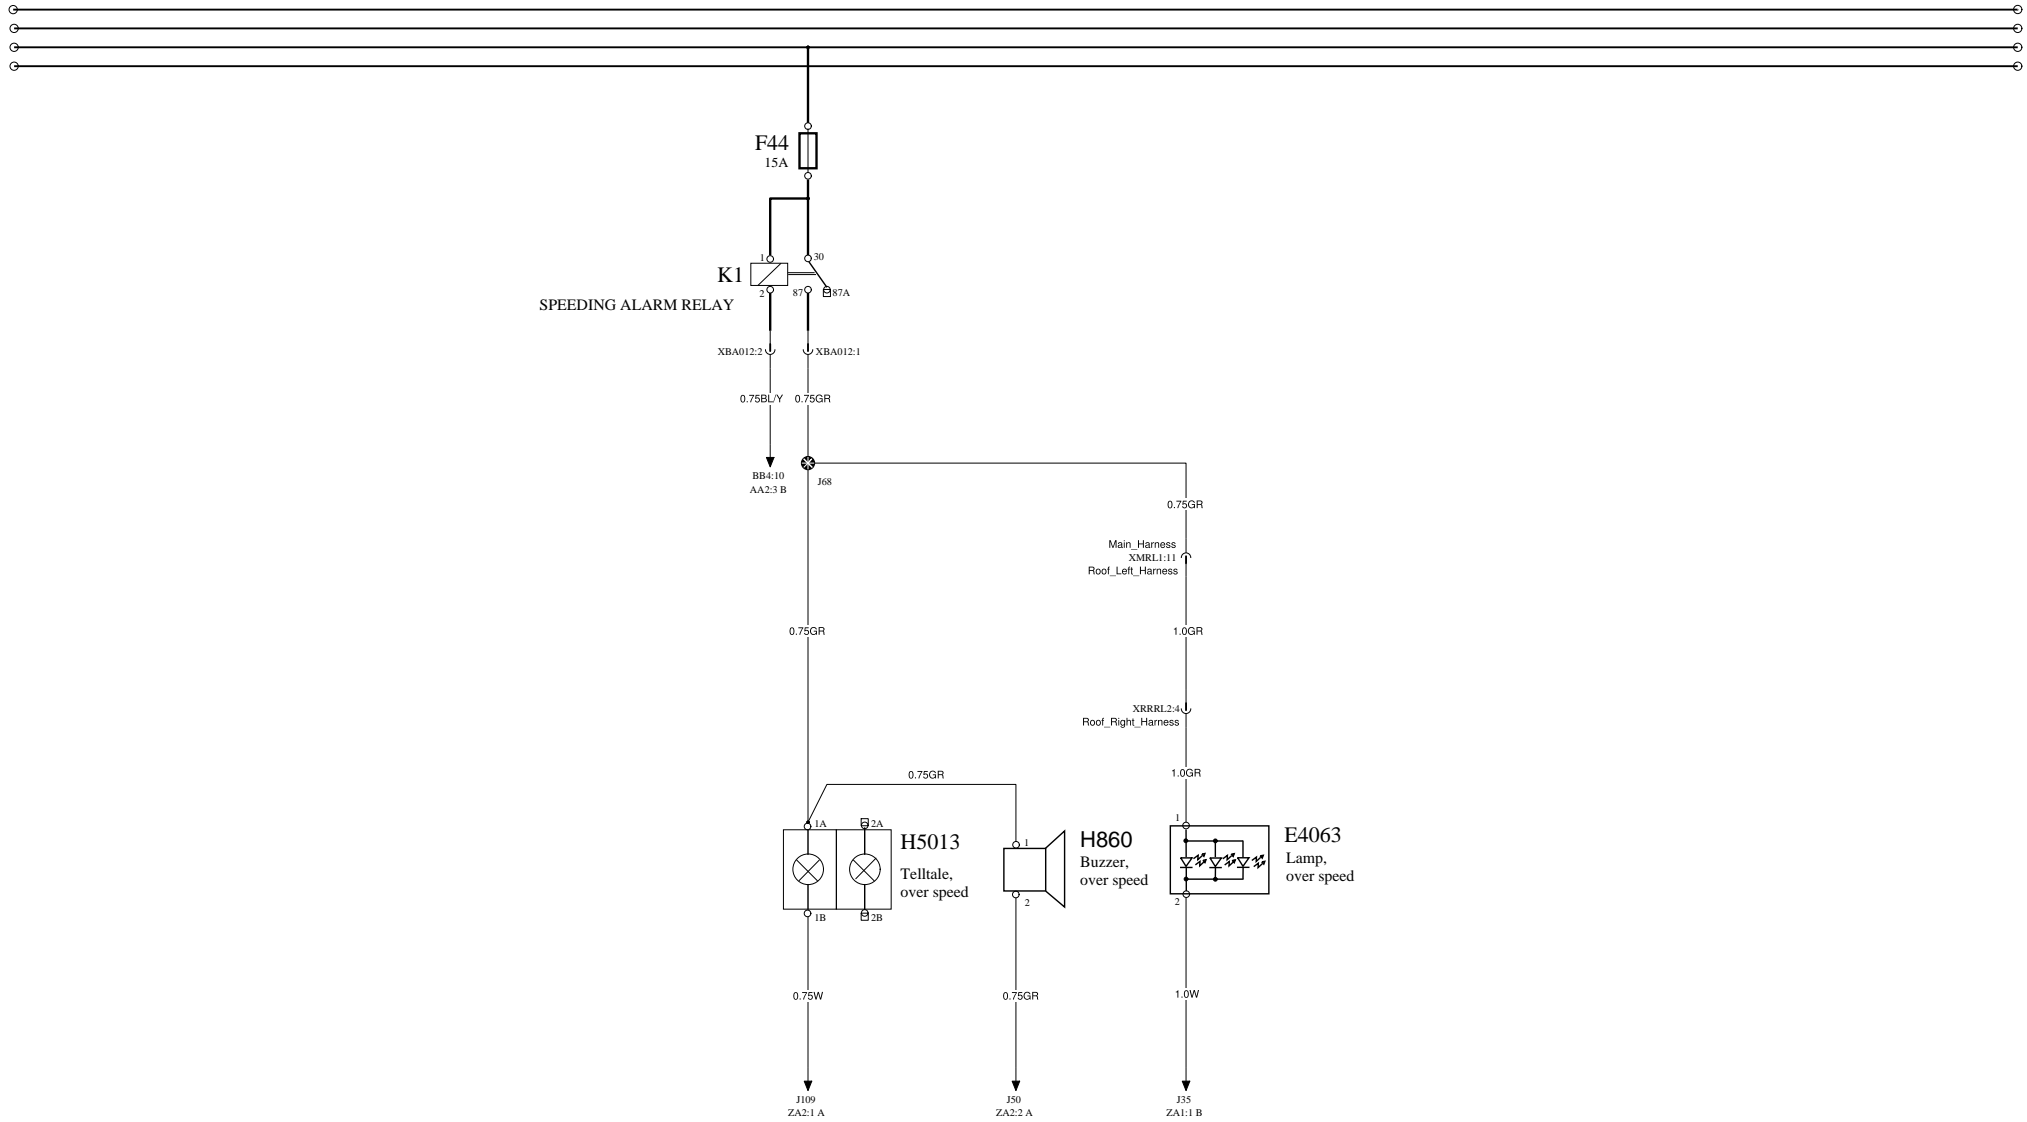 F44
15A
1
30
K1
2
87
87A
SPEEDING ALARM RELAY
XBA012:2
XBA012:1
0.75BL/Y
0.75GR
BB4:10
AA2:3 B
J68
0.75GR
Main_Harness
XMRL1:11
Roof_Left_Harness
0.75GR
1.0GR
XRRRL2:4
Roof_Right_Harness
0.75GR
1.0GR
1A
2A
H5013
Telltale,
over speed
1B
2B
1
H860
Buzzer,
over speed
2
1
E4063
Lamp,
over speed
2
0.75W
0.75GR
1.0W
J109
ZA2:1 A
J50
ZA2:2 A
J35
ZA1:1 B